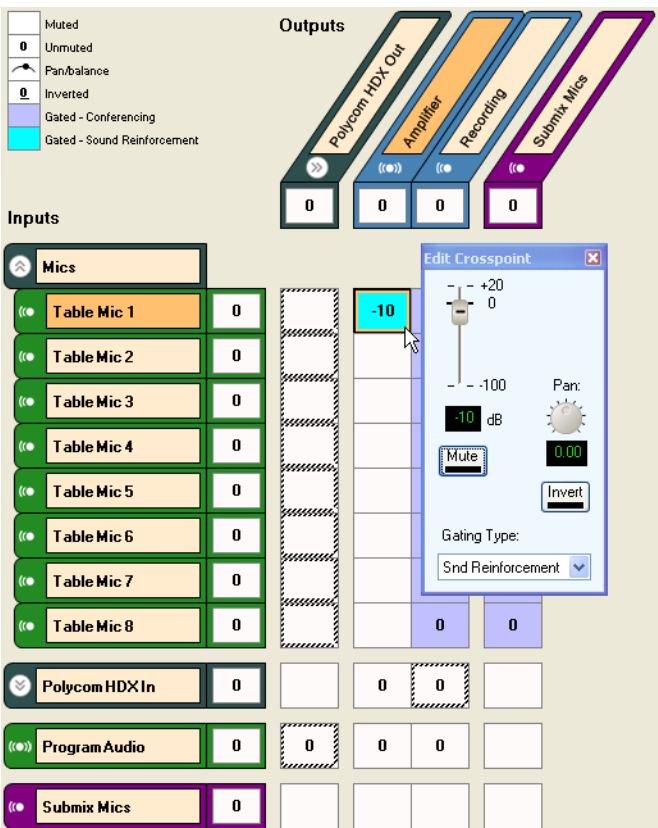 Muted
0 Unmuted
Pan/balance
0 Inverted
Gated - Conferencing
Gated - Sound Reinforcement
Outputs
Polycom HDX Out
Amplifier
Recording
Submix Mics
0 0 0 0
Inputs
Mics
Table Mic 1 0 -10
Table Mic 2 0
Table Mic 3 0
Table Mic 4 0
Table Mic 5 0
Table Mic 6 0
Table Mic 7 0
Table Mic 8 0 0 0
Polycom HDX In 0 0 0
Program Audio 0 0 0 0
Submix Mics 0
Edit Crosspoint
+20
0
-100
Pan:
-10 dB
0.00
Mute
Invert
Gating Type:
Snd Reinforcement